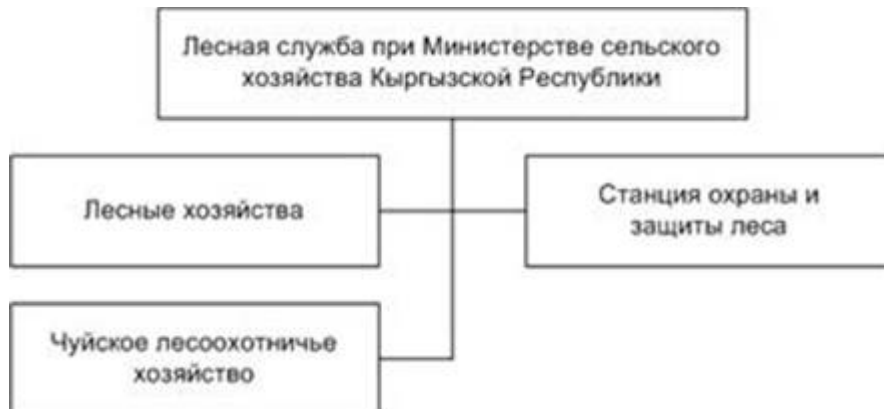 Лесная служба при Министерстве сельского
хозяйства Кыргызской Республики
Лесные хозяйства
Станция охраны и
защиты леса
Чуйское лесоохотничье
хозяйство